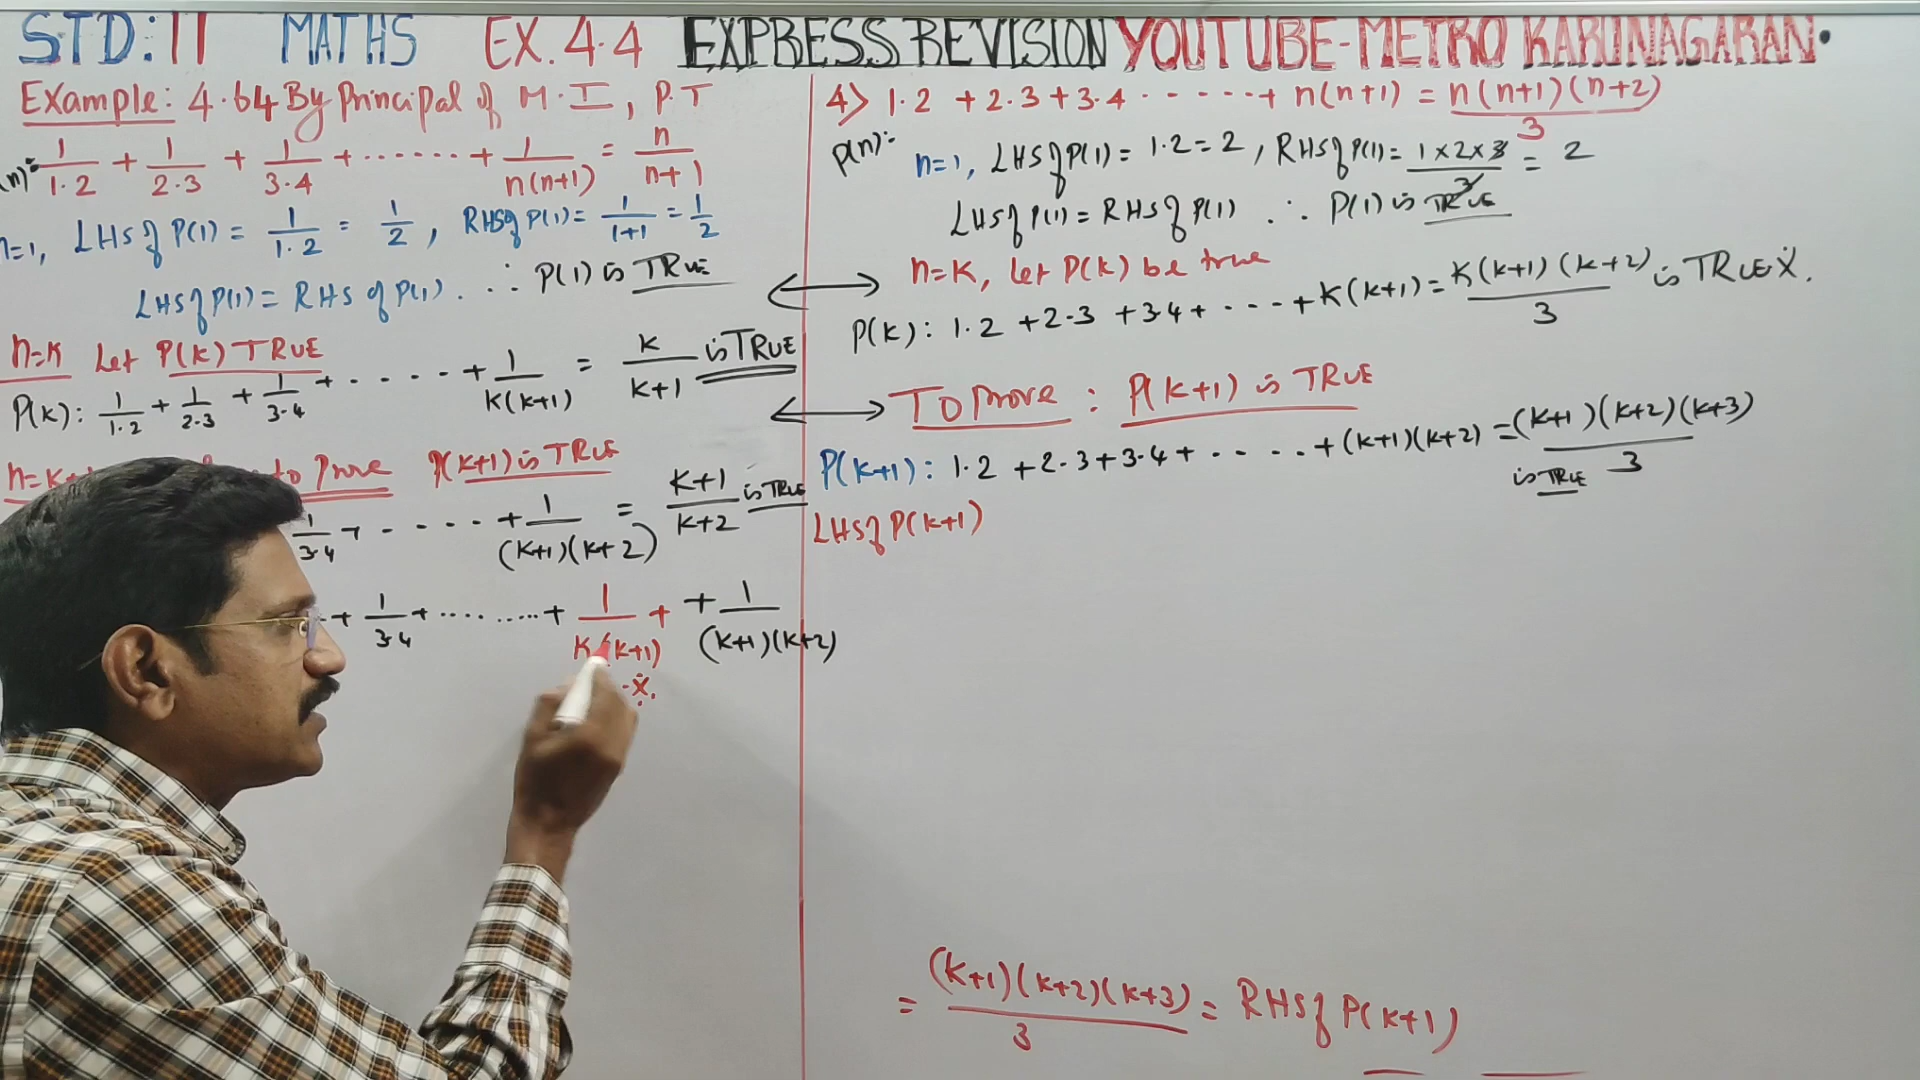 STD: 11 MATHS EX. 4.4 EXPRESS REVISION YOUTUBE-METRO KARUNAGARAN.
Example: 4.64 By Principal of M.I, P.T
(n):- 1/1.2 + 1/2.3 + 1/3.4 + ...... + 1/n(n+1) = n/n+1
n=1, LHS of P(1) = 1/1.2 = 1/2, RHS of P(1) = 1/1+1 = 1/2
LHS of P(1) = RHS of P(1). ∴ P(1) is TRUE
n=k Let P(k) TRUE
P(k): 1/1.2 + 1/2.3 + 1/3.4 + ..... + 1/k(k+1) = k/k+1 is TRUE
n=k+ to Prove P(k+1) is TRUE
1/3.4 + ..... + 1/(k+1)(k+2) = k+1/k+2 is TRUE
+ 1/3.4 + ......... + 1/k(k+1) + + 1/(k+1)(k+2)
-X.
4) 1.2 + 2.3 + 3.4 ...... + n(n+1) = n(n+1)(n+2)/3
p(n):- n=1, LHS of P(1) = 1.2 = 2, RHS of P(1) = 1×2×3/3 = 2
LHS of P(1) = RHS of P(1) ∴ P(1) is TRUE
n=k, Let P(k) be true
P(k): 1.2 + 2.3 + 3.4 + .... + k(k+1) = k(k+1)(k+2)/3 is TRUE X.
To Prove: P(k+1) is TRUE
P(k+1): 1.2 + 2.3 + 3.4 + ..... + (k+1)(k+2) = (k+1)(k+2)(k+3)/3 is TRUE
LHS of P(k+1)
= (k+1)(k+2)(k+3)/3 = RHS of P(k+1)